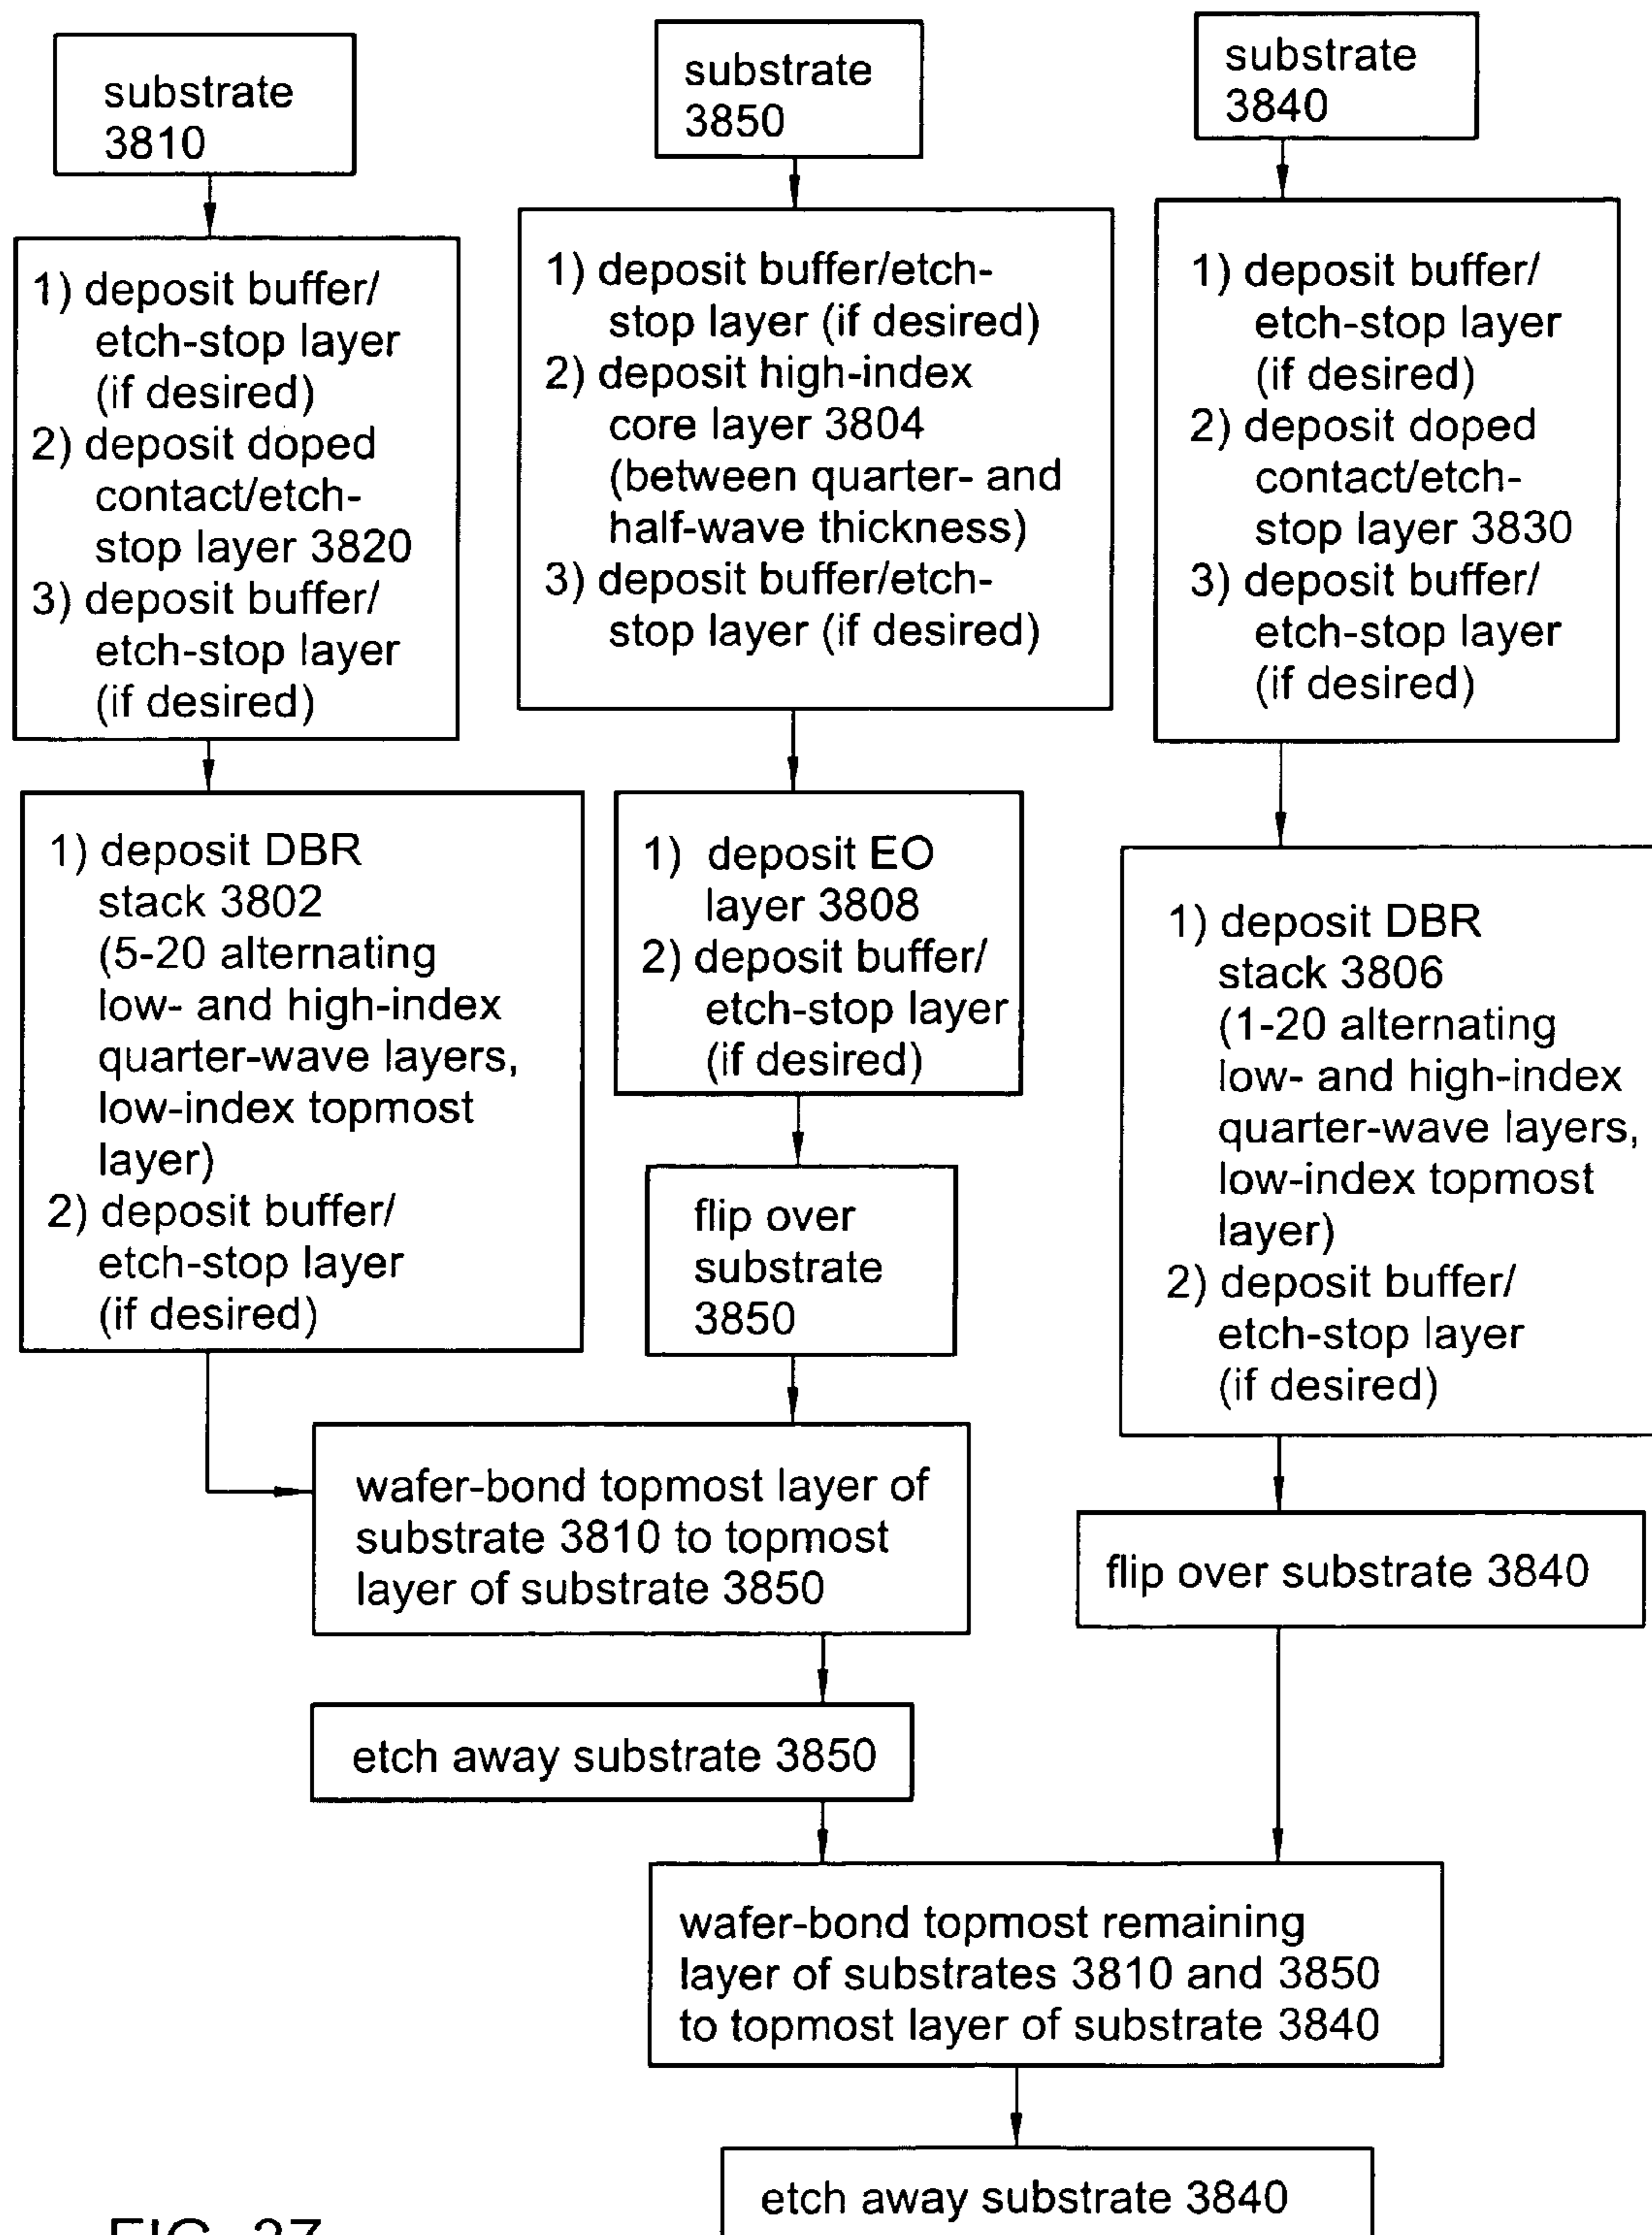 substrate
3810
substrate
3850
substrate
3840
1) deposit buffer/
etch-stop layer
(if desired)
2) deposit doped
contact/etch-
stop layer 3820
3) deposit buffer/
etch-stop layer
(if desired)
1) deposit buffer/etch-
stop layer (if desired)
2) deposit high-index
core layer 3804
(between quarter- and
half-wave thickness)
3) deposit buffer/etch-
stop layer (if desired)
1) deposit buffer/
etch-stop layer
(if desired)
2) deposit doped
contact/etch-
stop layer 3830
3) deposit buffer/
etch-stop layer
(if desired)
1) deposit DBR
stack 3802
(5-20 alternating
low- and high-index
quarter-wave layers,
low-index topmost
layer)
2) deposit buffer/
etch-stop layer
(if desired)
1) deposit EO
layer 3808
2) deposit buffer/
etch-stop layer
(if desired)
1) deposit DBR
stack 3806
(1-20 alternating
low- and high-index
quarter-wave layers,
low-index topmost
layer)
2) deposit buffer/
etch-stop layer
(if desired)
flip over
substrate
3850
wafer-bond topmost layer of
substrate 3810 to topmost
layer of substrate 3850
flip over substrate 3840
etch away substrate 3850
wafer-bond topmost remaining
layer of substrates 3810 and 3850
to topmost layer of substrate 3840
etch away substrate 3840
FIG. 37